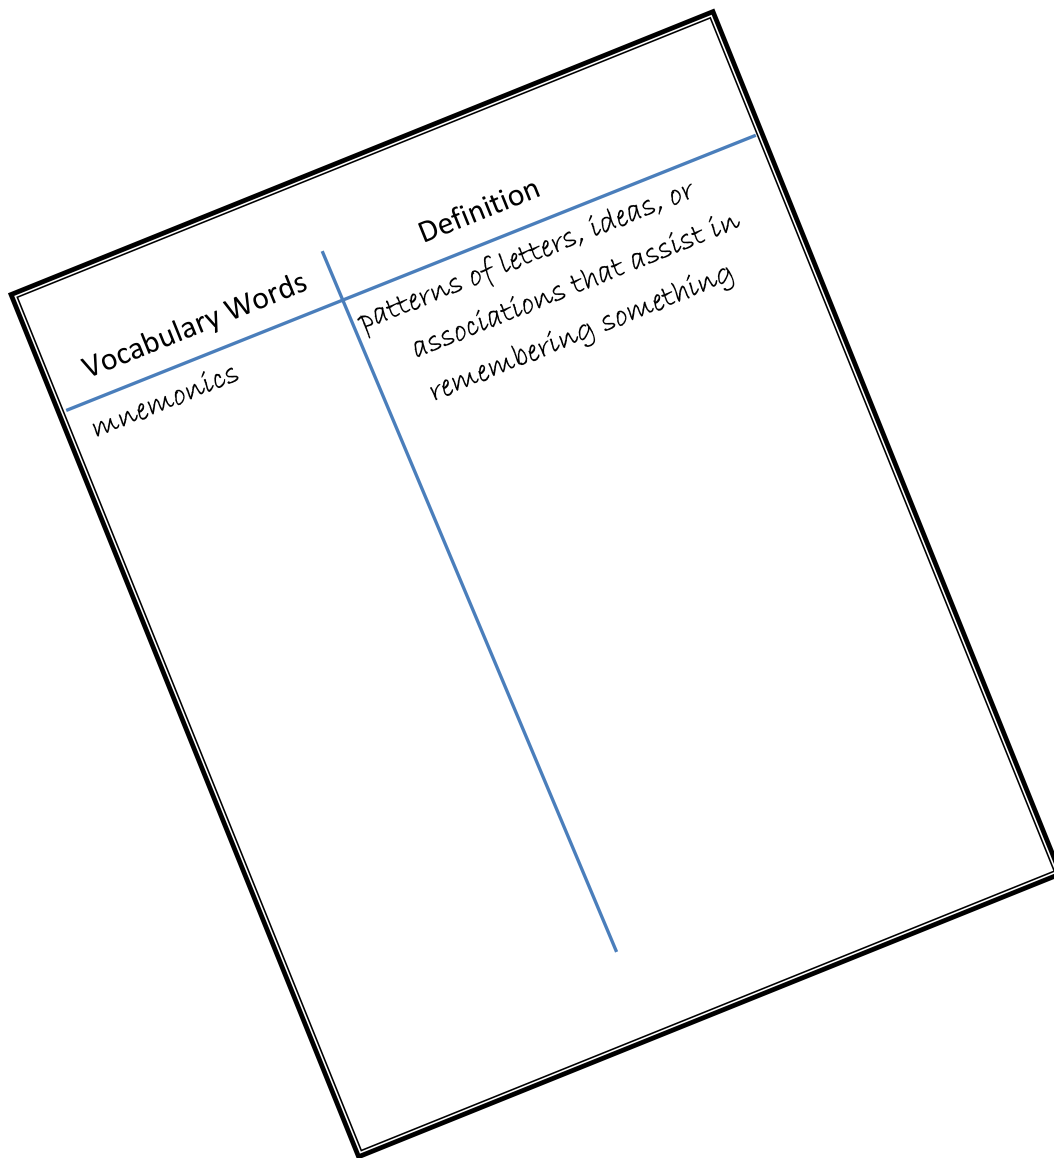 Vocabulary Words
Definition
mnemonics
patterns of letters, ideas, or
associations that assist in
remembering something